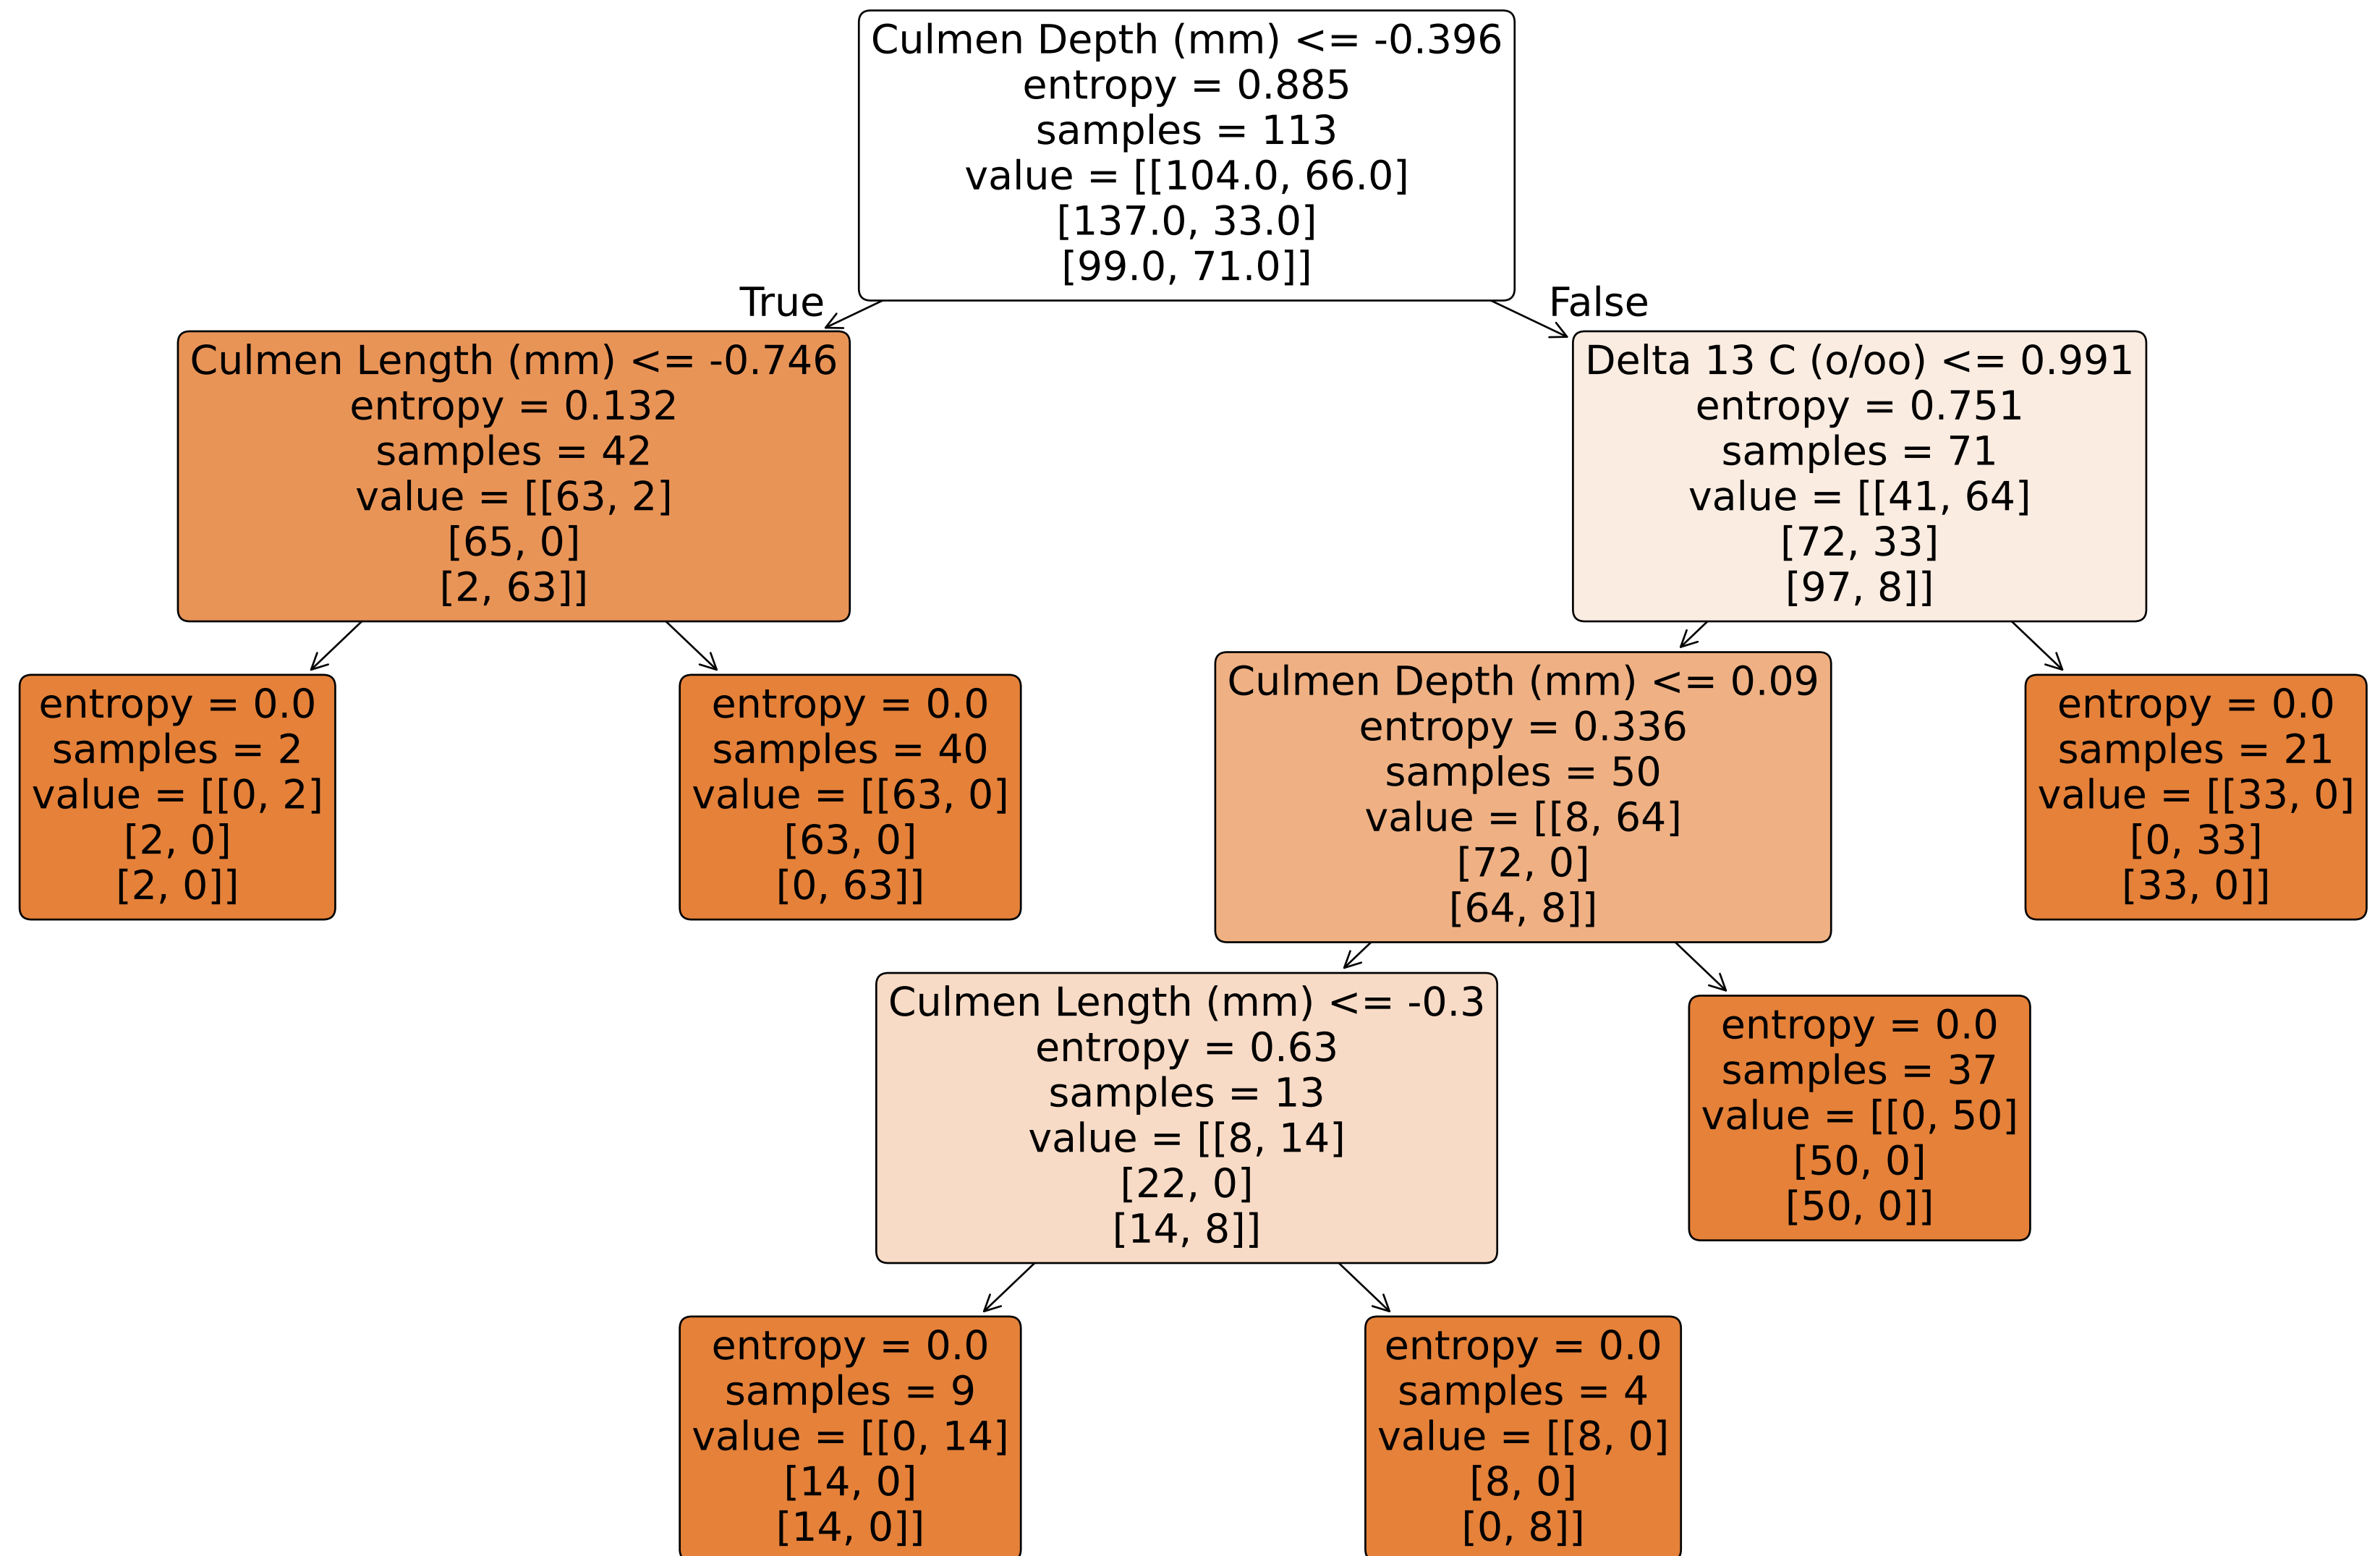 Culmen Depth (mm) <= -0.396
entropy = 0.885
samples = 113
value = [[104.0, 66.0]
[137.0, 33.0]
[99.0, 71.0]]
True
False
Culmen Length (mm) <= -0.746
entropy = 0.132
samples = 42
value = [[63, 2]
[65, 0]
[2, 63]]
Delta 13 C (o/oo) <= 0.991
entropy = 0.751
samples = 71
value = [[41, 64]
[72, 33]
[97, 8]]
entropy = 0.0
samples = 2
value = [[0, 2]
[2, 0]
[2, 0]]
entropy = 0.0
samples = 40
value = [[63, 0]
[63, 0]
[0, 63]]
Culmen Depth (mm) <= 0.09
entropy = 0.336
samples = 50
value = [[8, 64]
[72, 0]
[64, 8]]
entropy = 0.0
samples = 21
value = [[33, 0]
[0, 33]
[33, 0]]
Culmen Length (mm) <= -0.3
entropy = 0.63
samples = 13
value = [[8, 14]
[22, 0]
[14, 8]]
entropy = 0.0
samples = 37
value = [[0, 50]
[50, 0]
[50, 0]]
entropy = 0.0
samples = 9
value = [[0, 14]
[14, 0]
[14, 0]]
entropy = 0.0
samples = 4
value = [[8, 0]
[8, 0]
[0, 8]]